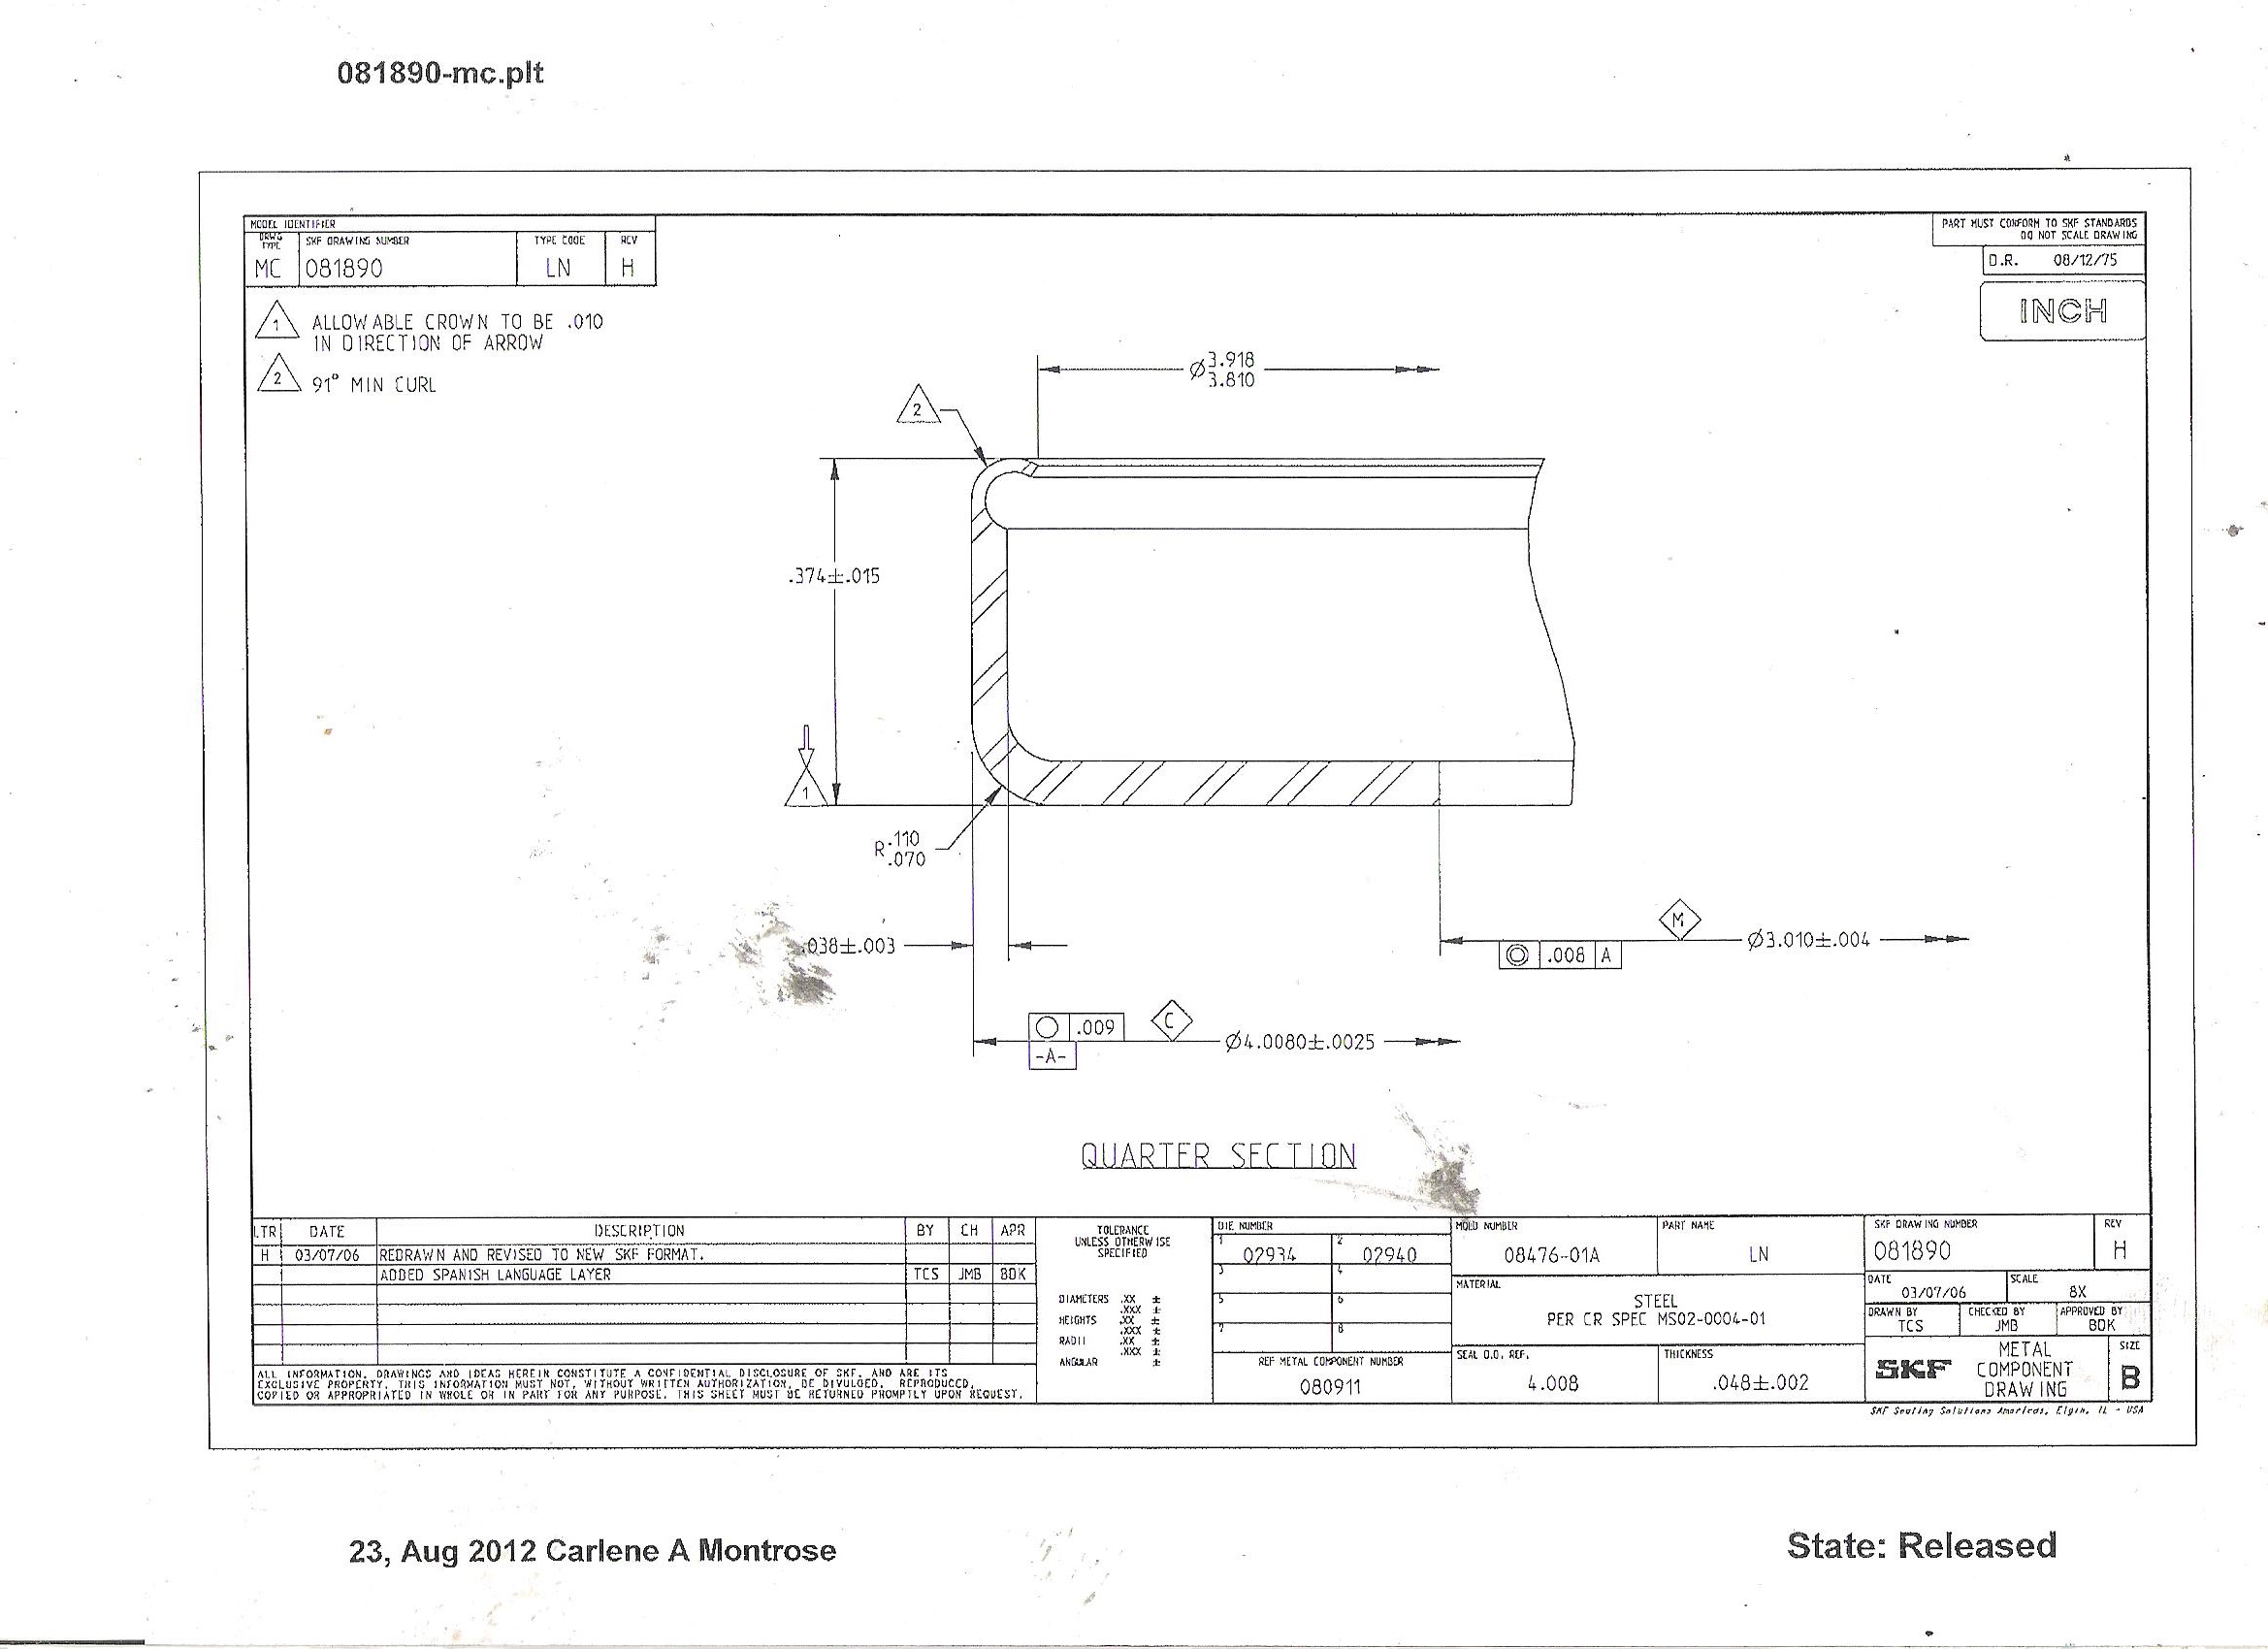 081890-mc.plt
MODEL IDENTIFIER
DRWG TYPE SKF DRAWING NUMBER TYPE CODE REV
MC 081890 LN H
PART MUST CONFORM TO SKF STANDARDS
DO NOT SCALE DRAWING
D.R. 08/12/75
INCH
1 ALLOWABLE CROWN TO BE .010
IN DIRECTION OF ARROW
2 91° MIN CURL
Ø3.918
3.810
2
.374±.015
1
R.110
.070
.038±.003
M
Ø3.010±.004
◎ .008 A
○ .009
C
Ø4.0080±.0025
-A-
QUARTER SECTION
LTR DATE DESCRIPTION BY CH APR
H 03/07/06 REDRAWN AND REVISED TO NEW SKF FORMAT.
ADDED SPANISH LANGUAGE LAYER TCS JMB BDK
ALL INFORMATION, DRAWINGS AND IDEAS HEREIN CONSTITUTE A CONFIDENTIAL DISCLOSURE OF SKF, AND ARE ITS
EXCLUSIVE PROPERTY. THIS INFORMATION MUST NOT, WITHOUT WRITTEN AUTHORIZATION, BE DIVULGED, REPRODUCED,
COPIED OR APPROPRIATED IN WHOLE OR IN PART FOR ANY PURPOSE. THIS SHEET MUST BE RETURNED PROMPTLY UPON REQUEST.
TOLERANCE
UNLESS OTHERWISE
SPECIFIED
DIAMETERS .XX ±
.XXX ±
HEIGHTS .XX ±
.XXX ±
RADII .XX ±
.XXX ±
ANGULAR ±
DIE NUMBER
1 02934 2 02940
3 4
5 6
7 8
REF METAL COMPONENT NUMBER
080911
MOLD NUMBER
08476-01A
PART NAME
LN
MATERIAL
STEEL
PER CR SPEC MS02-0004-01
SEAL O.D. REF.
4.008
THICKNESS
.048±.002
SKF DRAWING NUMBER REV
081890 H
DATE SCALE
03/07/06 8X
DRAWN BY CHECKED BY APPROVED BY
TCS JMB BDK
SKF
METAL
COMPONENT
DRAWING
SIZE
B
SKF Sealing Solutions Americas, Elgin, IL - USA
23, Aug 2012 Carlene A Montrose
State: Released